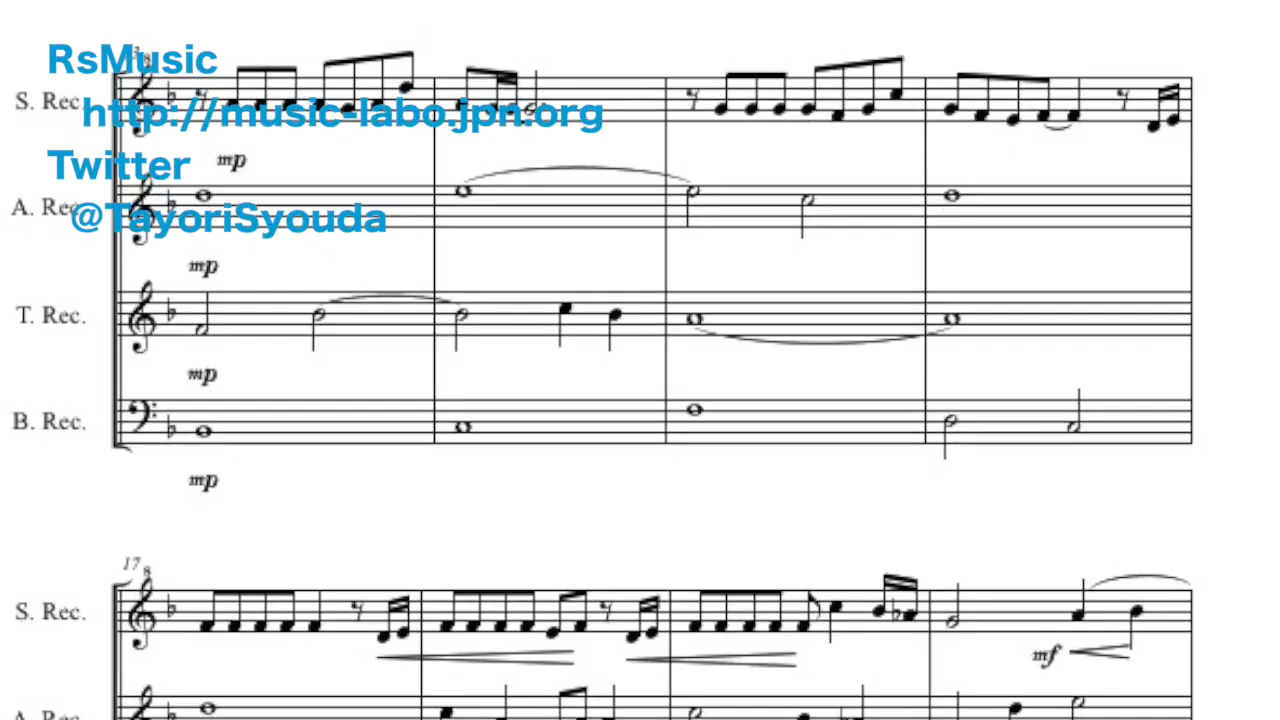 RsMusic
http://music-labo.jpn.org
Twitter
@TayoriSyouda
S. Rec.
mp
A. Rec.
mp
T. Rec.
mp
B. Rec.
mp
17
8
S. Rec.
mf
A. Rec.